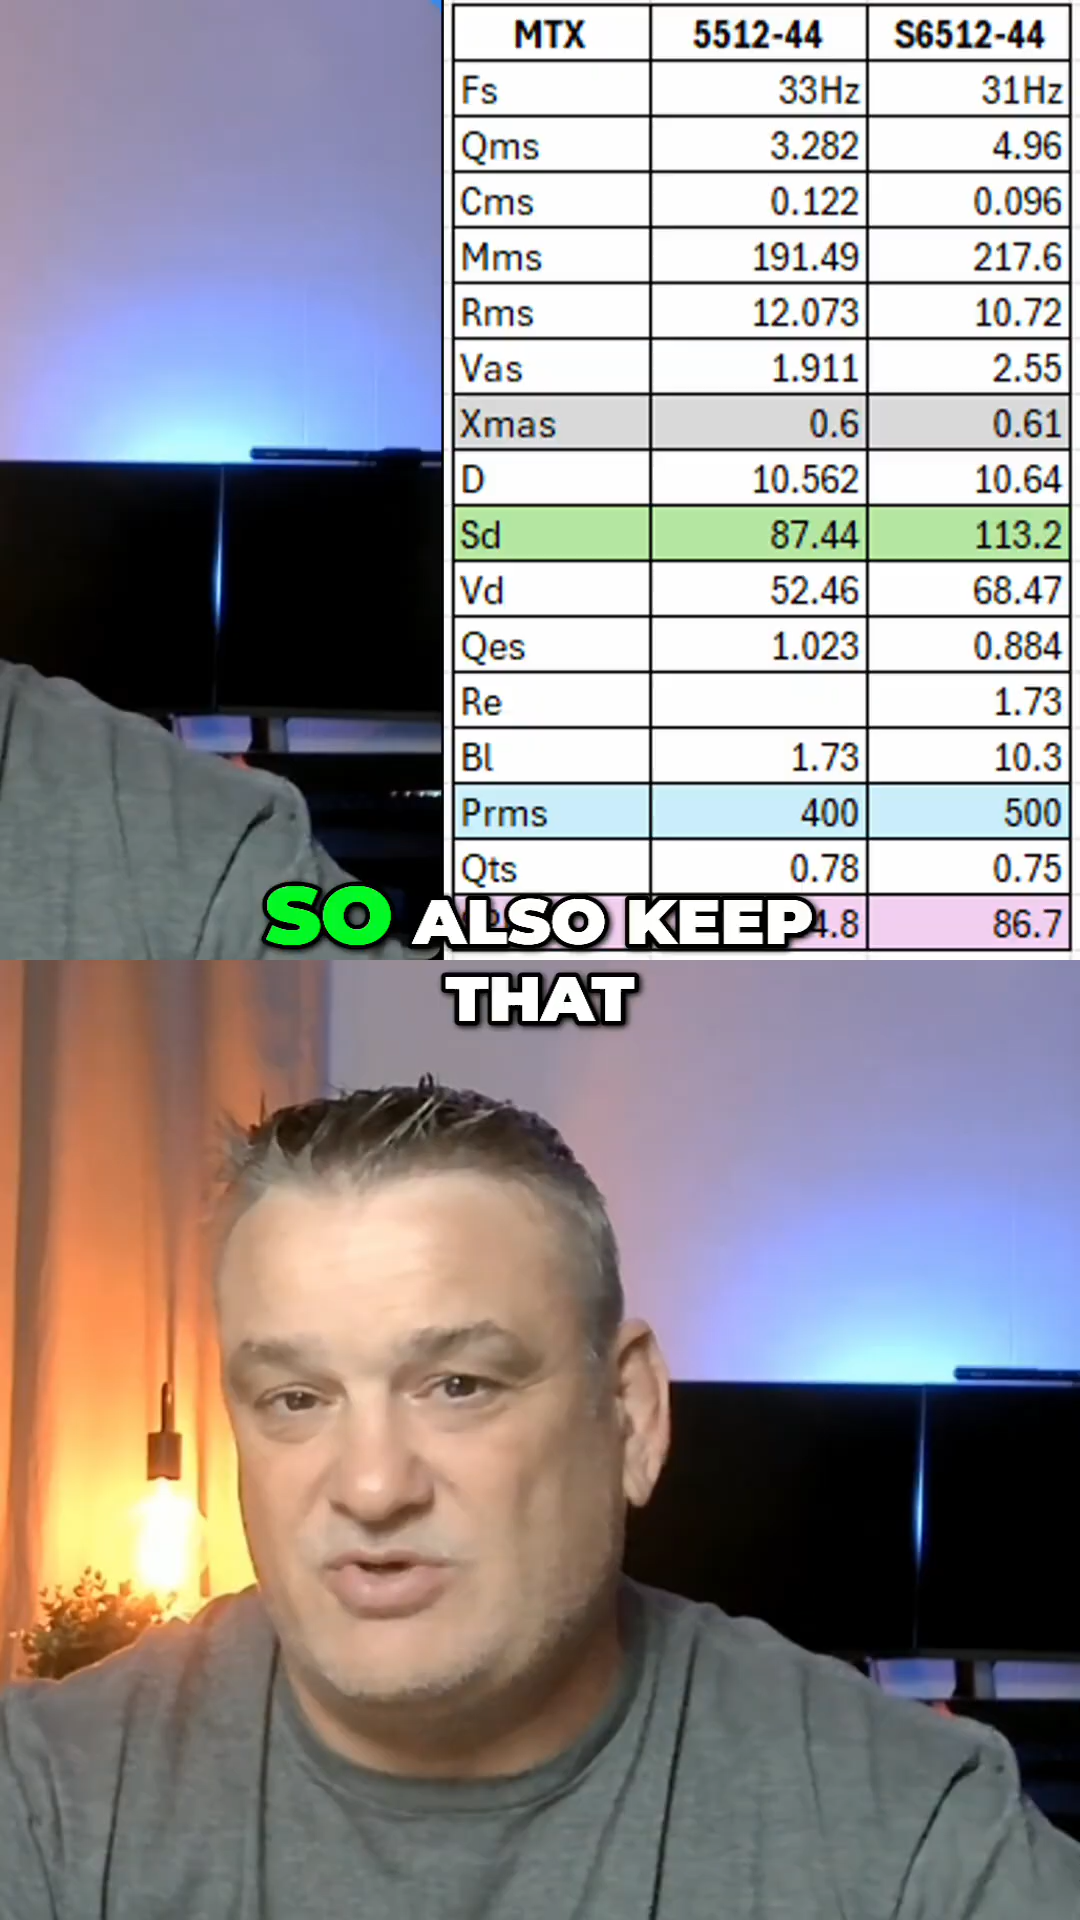 MTX 5512-44 S6512-44
Fs 33Hz 31Hz
Qms 3.282 4.96
Cms 0.122 0.096
Mms 191.49 217.6
Rms 12.073 10.72
Vas 1.911 2.55
Xmas 0.6 0.61
D 10.562 10.64
Sd 87.44 113.2
Vd 52.46 68.47
Qes 1.023 0.884
Re 1.73
Bl 1.73 10.3
Prms 400 500
Qts 0.78 0.75
4.8 86.7
SO ALSO KEEP
THAT